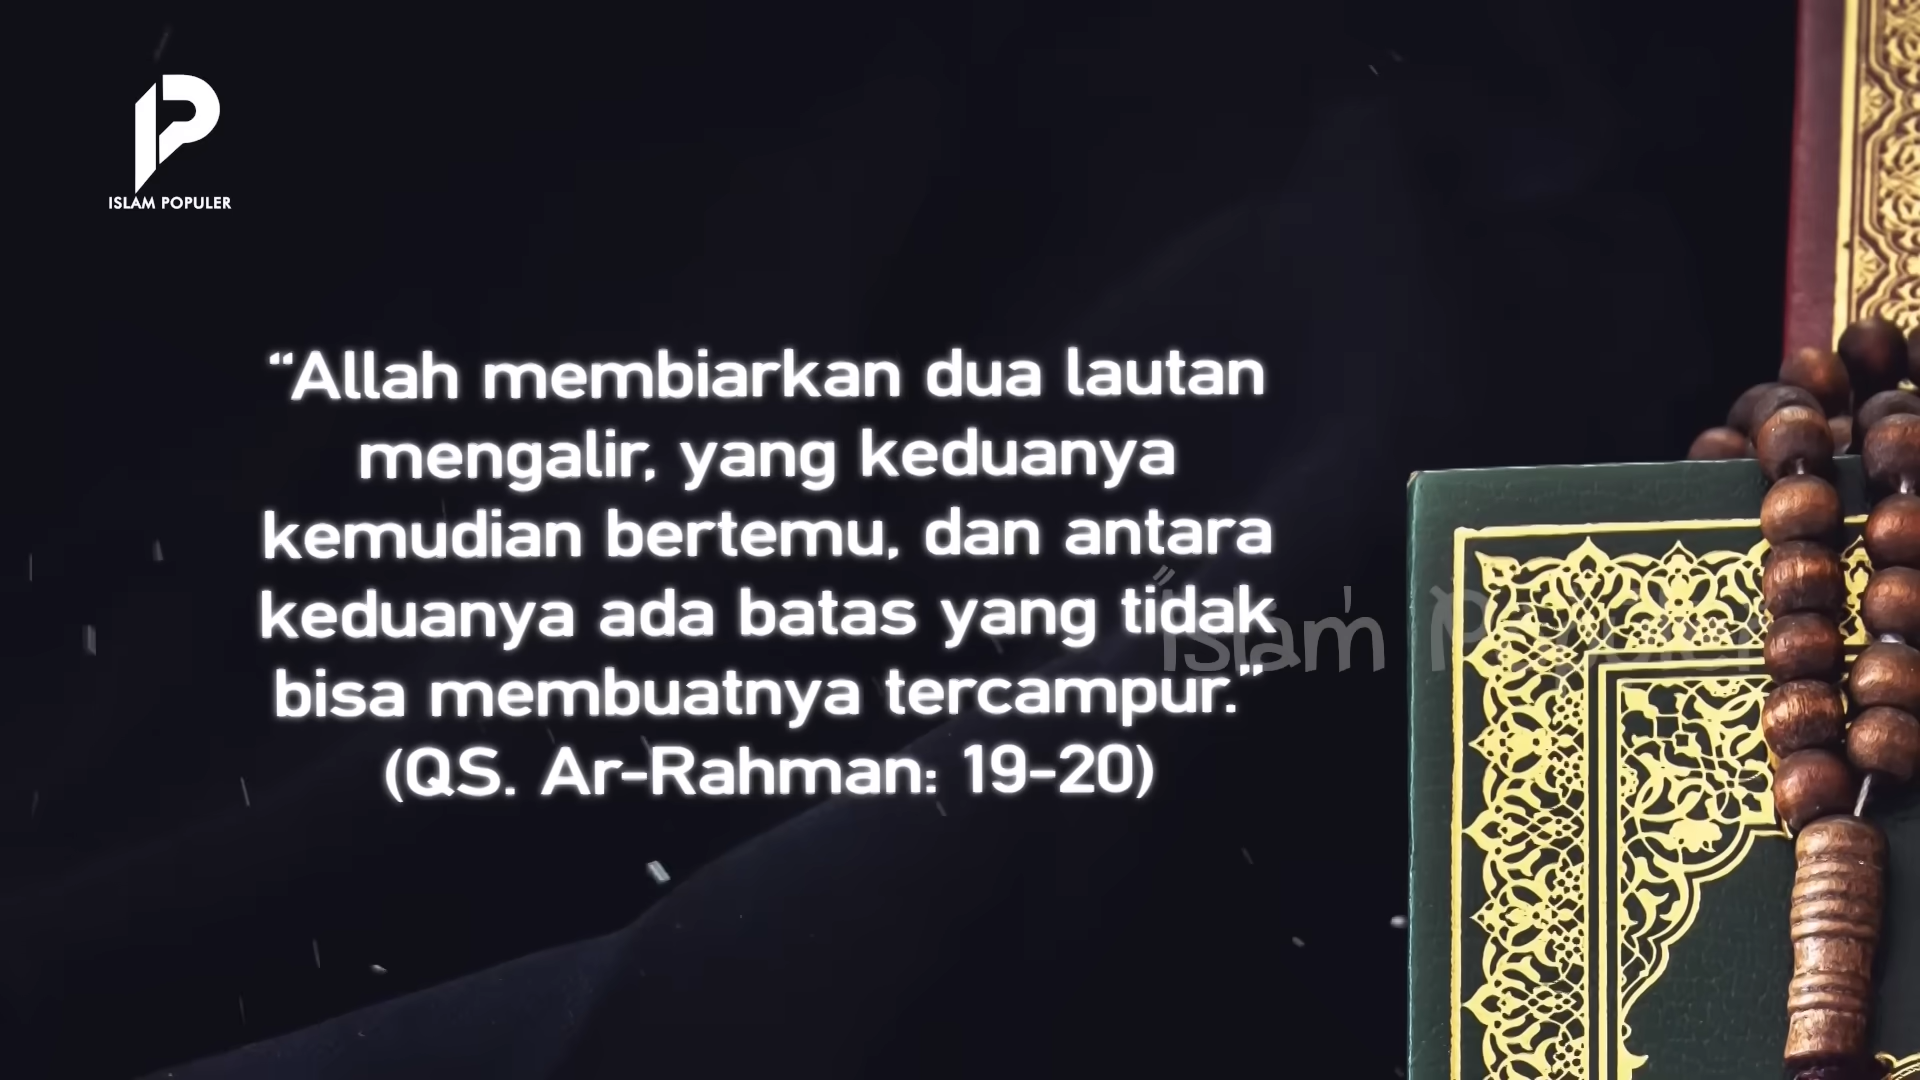 ISLAM POPULER
“Allah membiarkan dua lautan
mengalir, yang keduanya
kemudian bertemu, dan antara
keduanya ada batas yang tidak
bisa membuatnya tercampur.”
(QS. Ar-Rahman: 19-20)
Islam Populer